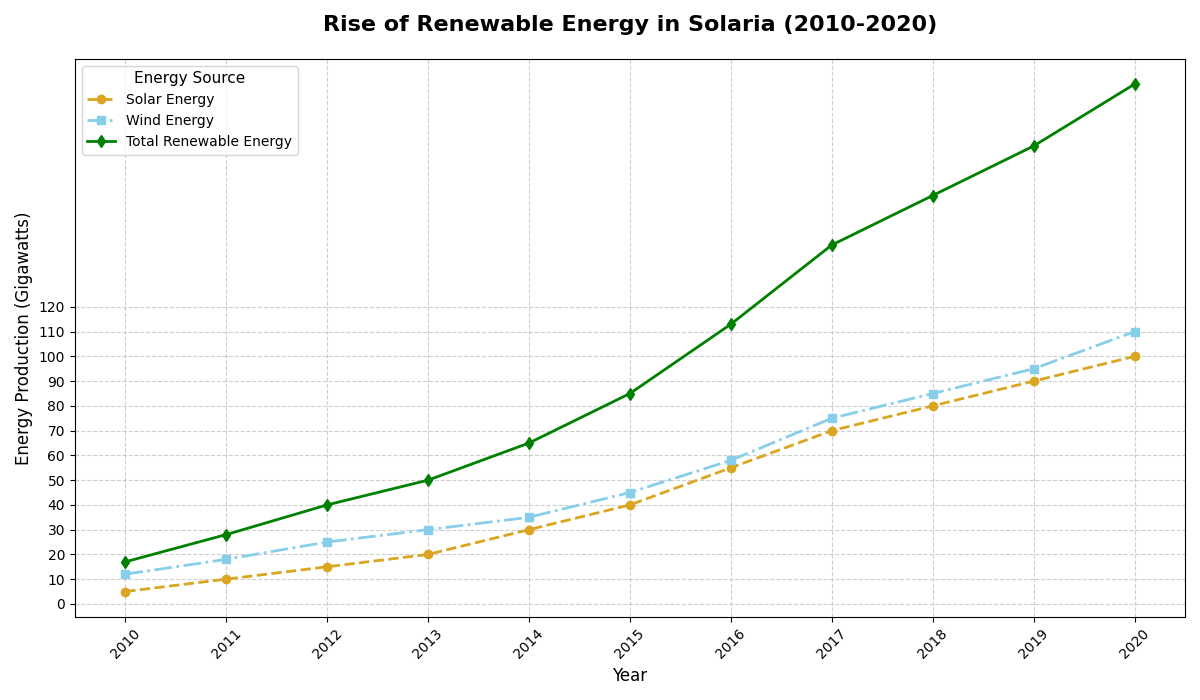 Rise of Renewable Energy in Solaria (2010-2020)
Energy Source
Solar Energy
Wind Energy
Total Renewable Energy
Energy Production (Gigawatts)
120
110
100
90
80
70
60
50
40
30
20
10
0
2010 2011 2012 2013 2014 2015 2016 2017 2018 2019 2020
Year